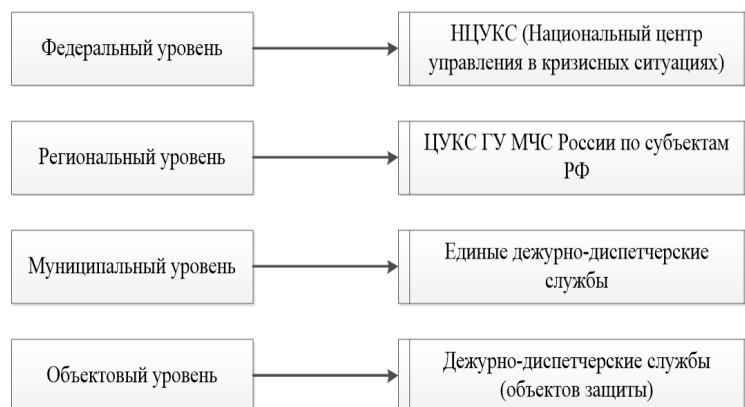 Федеральный уровень
НЦУКС (Национальный центр
управления в кризисных ситуациях)
Региональный уровень
ЦУКС ГУ МЧС России по субъектам
РФ
Муниципальный уровень
Единые дежурно-диспетчерские
службы
Объектовый уровень
Дежурно-диспетчерские службы
(объектов защиты)